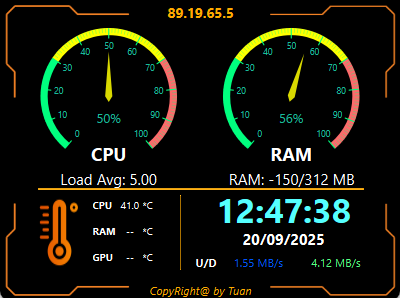 89.19.65.5
0 10 20 30 40 50 60 70 80 90 100
50%
CPU
Load Avg: 5.00
0 10 20 30 40 50 60 70 80 90 100
56%
RAM
RAM: -150/312 MB
CPU 41.0 °C
RAM -- °C
GPU -- °C
12:47:38
20/09/2025
U/D 1.55 MB/s 4.12 MB/s
CopyRight@ by Tuan